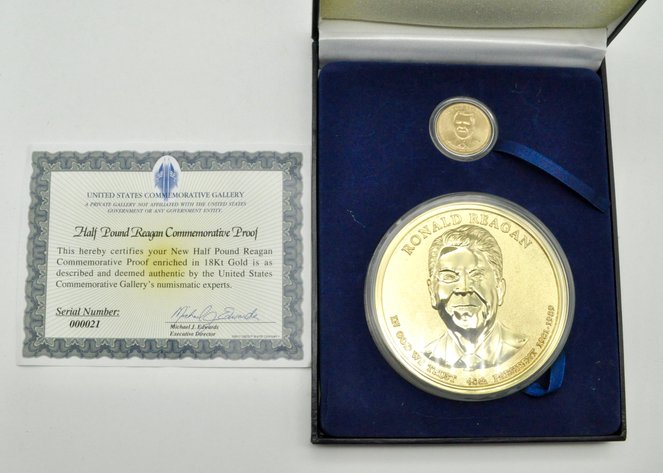 UNITED STATES COMMEMORATIVE GALLERY
A PRIVATE GALLERY NOT AFFILIATED WITH THE UNITED STATES
GOVERNMENT OR ANY GOVERNMENT ENTITY.
Half Pound Reagan Commemorative Proof
This hereby certifies your New Half Pound Reagan
Commemorative Proof enriched in 18Kt Gold is as
described and deemed authentic by the United States
Commemorative Gallery's numismatic experts.
Serial Number:
000021
Michael J. Edwards
Michael J. Edwards
Executive Director
RONALD REAGAN
IN GOD WE TRUST 40th PRESIDENT 1981-1989